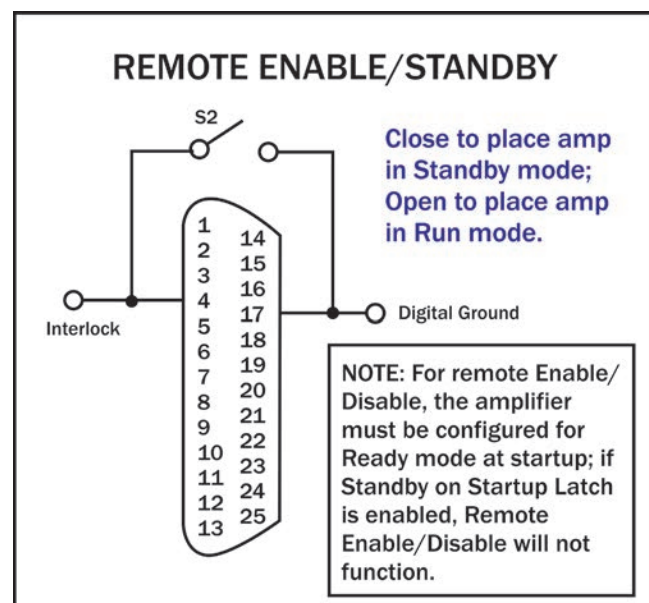 REMOTE ENABLE/STANDBY
S2
Close to place amp
in Standby mode;
Open to place amp
in Run mode.
1
2
3
4
5
6
7
8
9
10
11
12
13
14
15
16
17
18
19
20
21
22
23
24
25
Interlock
Digital Ground
NOTE: For remote Enable/
Disable, the amplifier
must be configured for
Ready mode at startup; if
Standby on Startup Latch
is enabled, Remote
Enable/Disable will not
function.